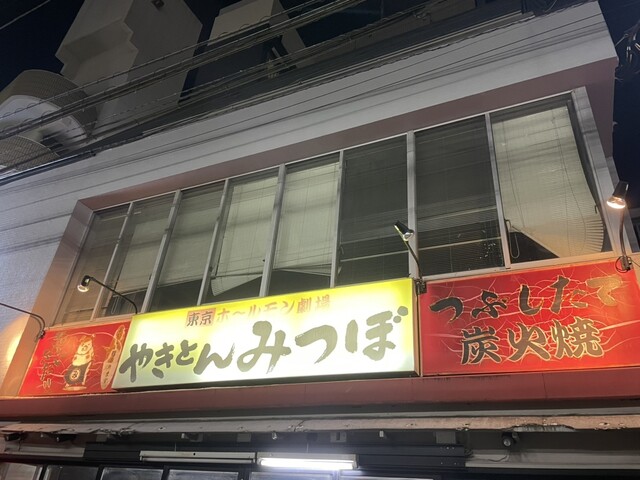 東京ホールモン劇場
やきとんみつぼ
つぶしたて
炭火焼